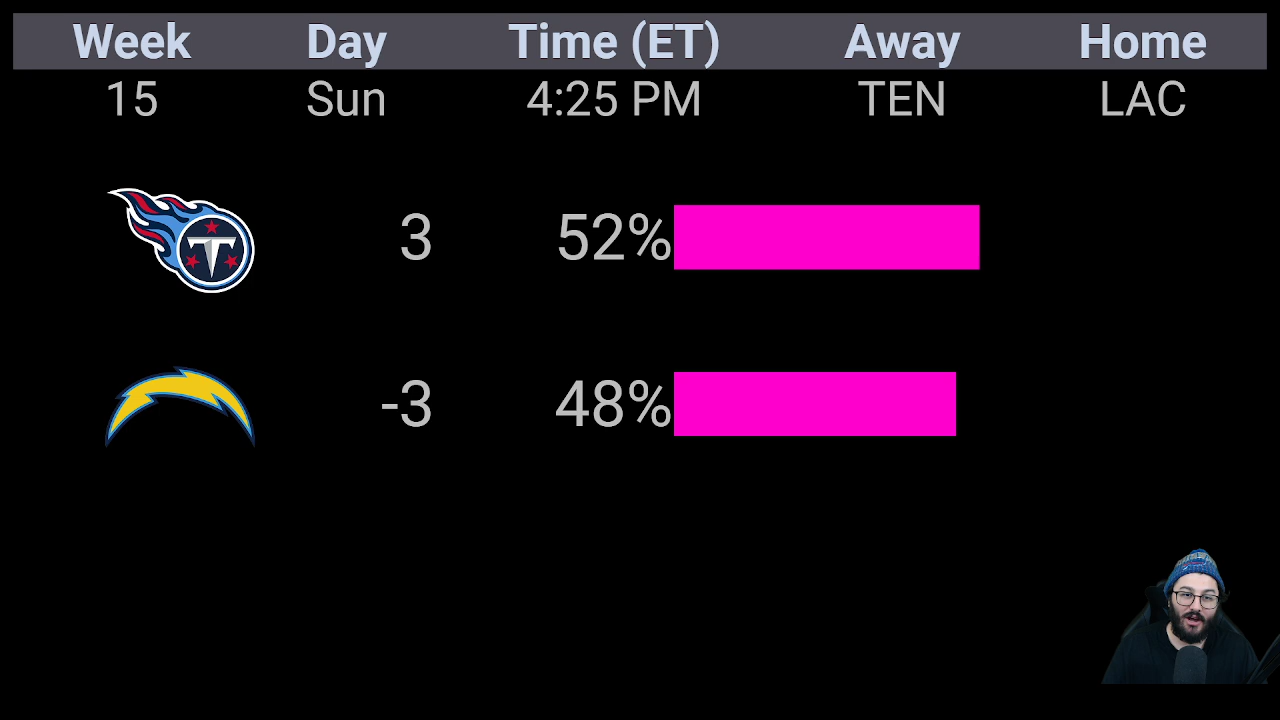 Week Day Time (ET) Away Home
15 Sun 4:25 PM TEN LAC
T
3 52%
-3 48%